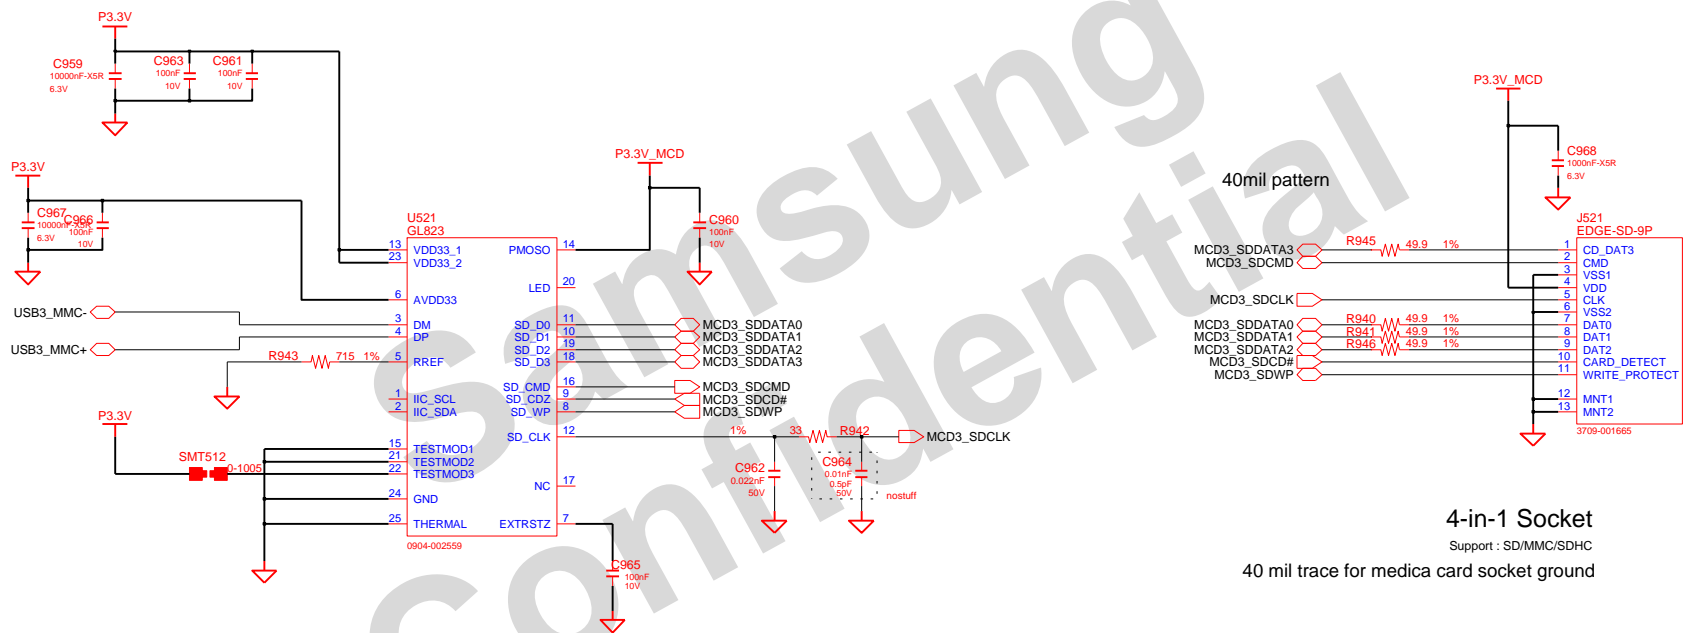 P3.3V
C959
10000nF-X5R
6.3V
C963
100nF
10V
C961
100nF
10V
P3.3V
C967
10000nF-X5R
6.3V
C966
100nF
10V
P3.3V_MCD
C960
100nF
10V
U521
GL823
13 VDD33_1
23 VDD33_2
6 AVDD33
3 DM
4 DP
5 RREF
1 IIC_SCL
2 IIC_SDA
15 TESTMOD1
21 TESTMOD2
22 TESTMOD3
24 GND
25 THERMAL
PMOSO 14
LED 20
SD_D0 11
SD_D1 10
SD_D2 19
SD_D3 18
SD_CMD 16
SD_CDZ 9
SD_WP 8
SD_CLK 12
NC 17
EXTRSTZ 7
0904-002559
USB3_MMC-
USB3_MMC+
R943 715 1%
P3.3V
SMT512
0-1005
MCD3_SDDATA0
MCD3_SDDATA1
MCD3_SDDATA2
MCD3_SDDATA3
MCD3_SDCMD
MCD3_SDCD#
MCD3_SDWP
1% 33 R942
MCD3_SDCLK
C962
0.022nF
50V
C964
0.01nF
0.5pF
50V
nostuff
C965
100nF
10V
P3.3V_MCD
C968
1000nF-X5R
6.3V
40mil pattern
J521
EDGE-SD-9P
MCD3_SDDATA3 R945 49.9 1% 1 CD_DAT3
MCD3_SDCMD 2 CMD
3 VSS1
4 VDD
MCD3_SDCLK 5 CLK
6 VSS2
MCD3_SDDATA0 R940 49.9 1% 7 DAT0
MCD3_SDDATA1 R941 49.9 1% 8 DAT1
MCD3_SDDATA2 R946 49.9 1% 9 DAT2
MCD3_SDCD# 10 CARD_DETECT
MCD3_SDWP 11 WRITE_PROTECT
12 MNT1
13 MNT2
3709-001665
4-in-1 Socket
Support : SD/MMC/SDHC
40 mil trace for medica card socket ground
Samsung
Confidential